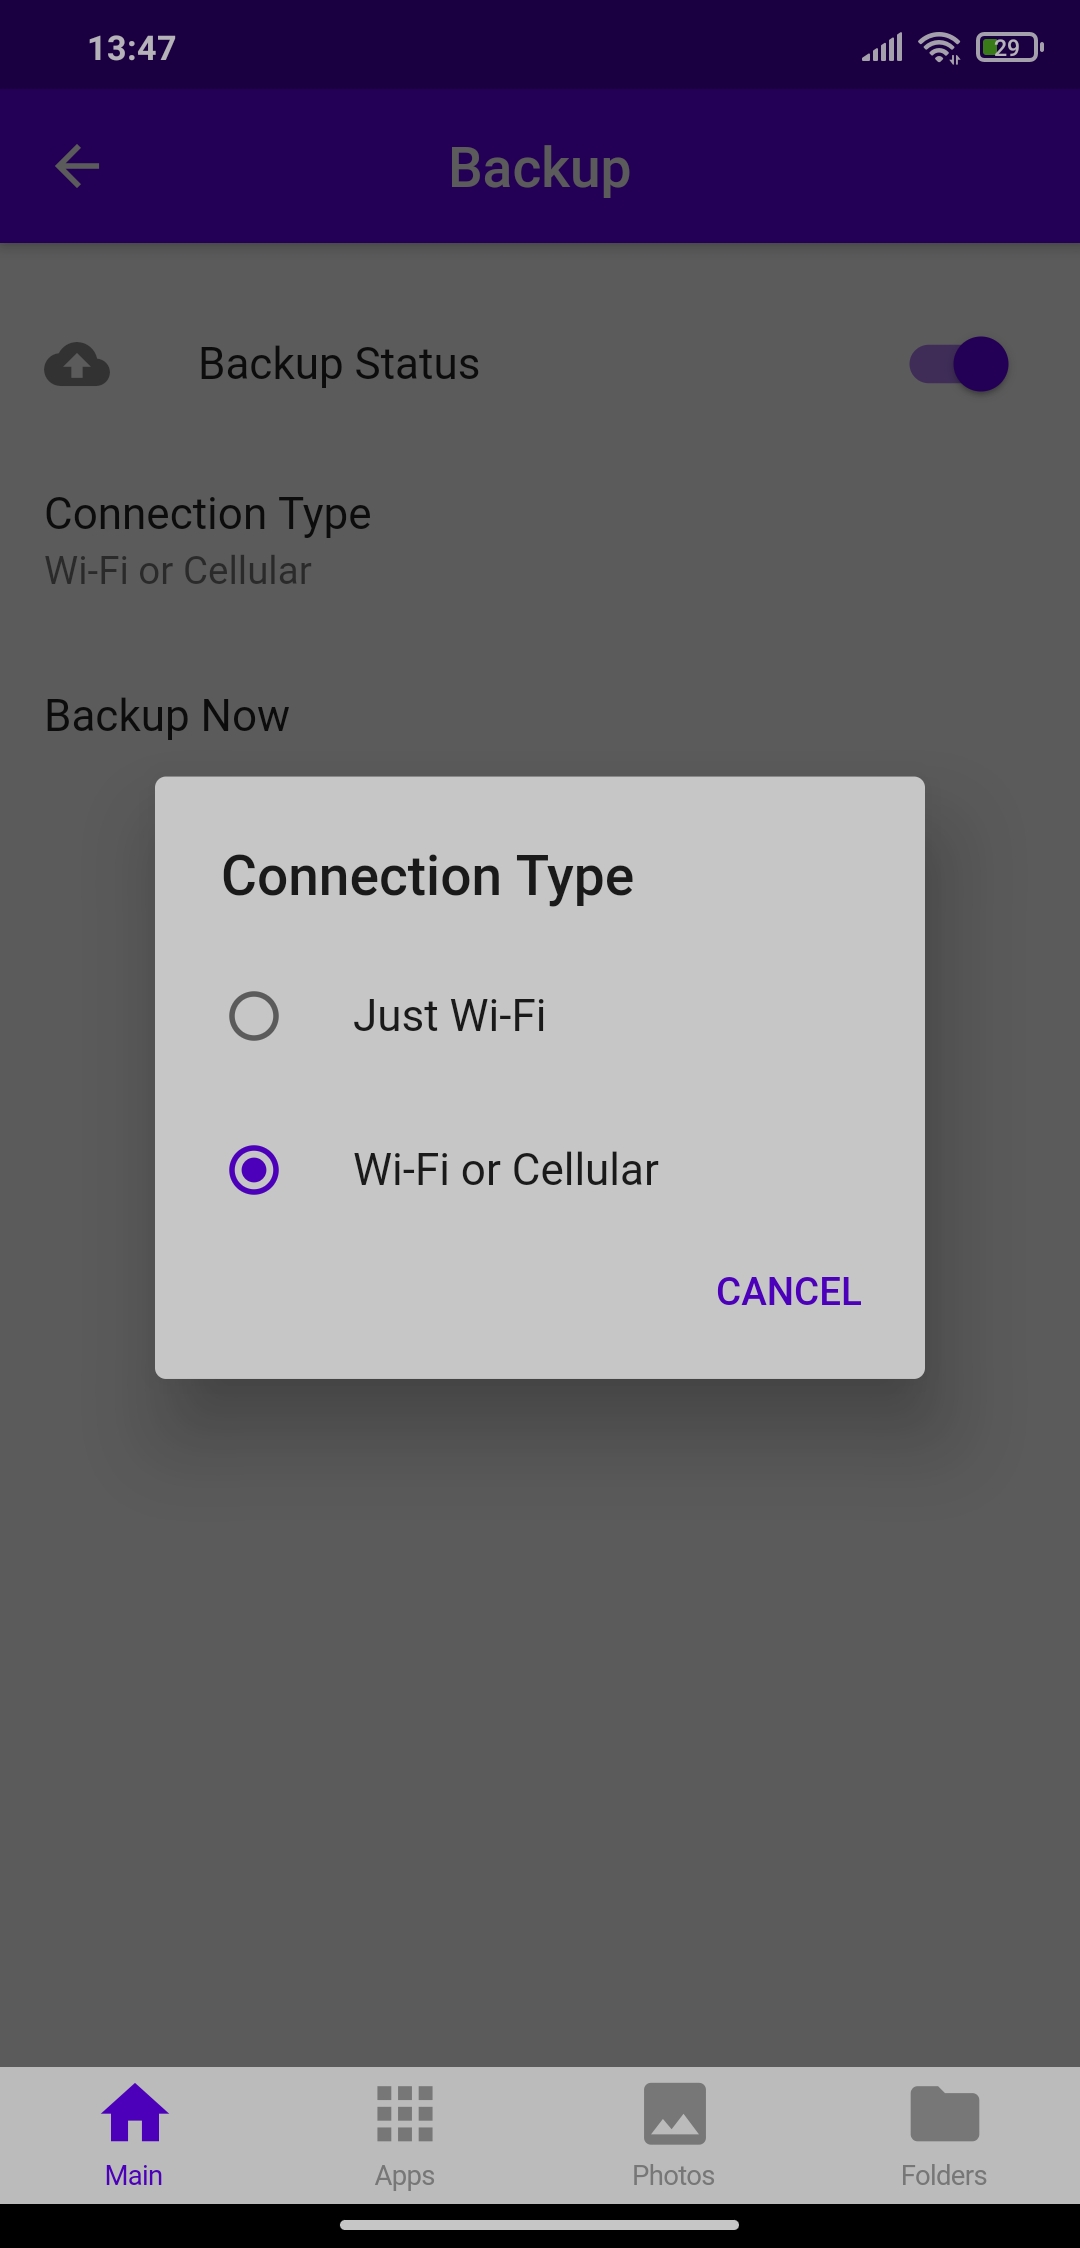 13:47
29
Backup
Backup Status
Connection Type
Wi-Fi or Cellular
Backup Now
Connection Type
Just Wi-Fi
Wi-Fi or Cellular
CANCEL
Main
Apps
Photos
Folders